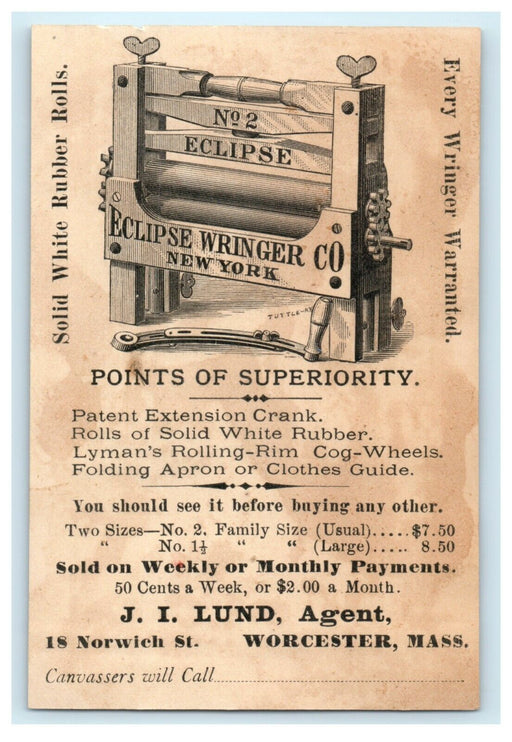 Solid White Rubber Rolls.
Every Wringer Warranted.
No 2
ECLIPSE
ECLIPSE WRINGER CO
NEW YORK
POINTS OF SUPERIORITY.
Patent Extension Crank.
Rolls of Solid White Rubber.
Lyman's Rolling-Rim Cog-Wheels.
Folding Apron or Clothes Guide.
You should see it before buying any other.
Two Sizes—No. 2, Family Size (Usual).....$7.50
" No. 1½ " " (Large)..... 8.50
Sold on Weekly or Monthly Payments.
50 Cents a Week, or $2.00 a Month.
J. I. LUND, Agent,
18 Norwich St. WORCESTER, MASS.
Canvassers will Call